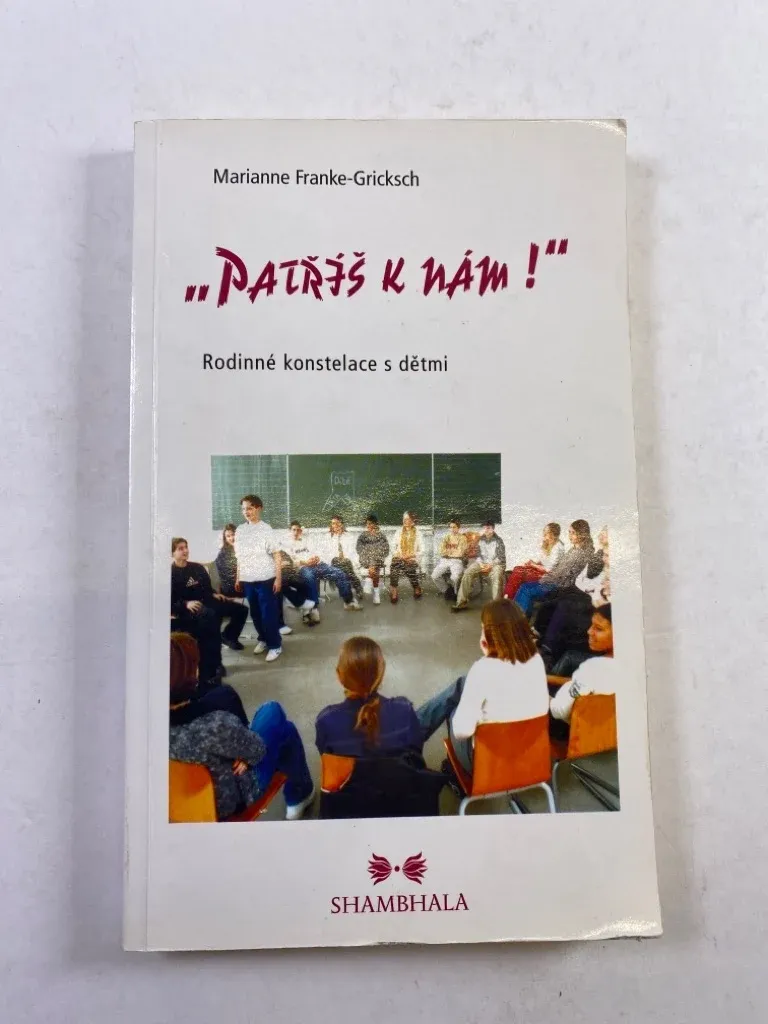 Marianne Franke-Gricksch
„PATŘÍŠ K NÁM!“
Rodinné konstelace s dětmi
SHAMBHALA